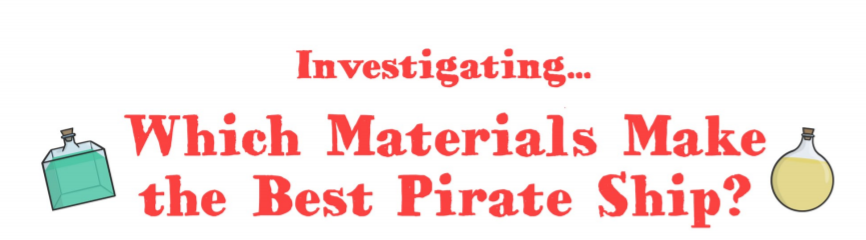 Investigating...
Which Materials Make
the Best Pirate Ship?